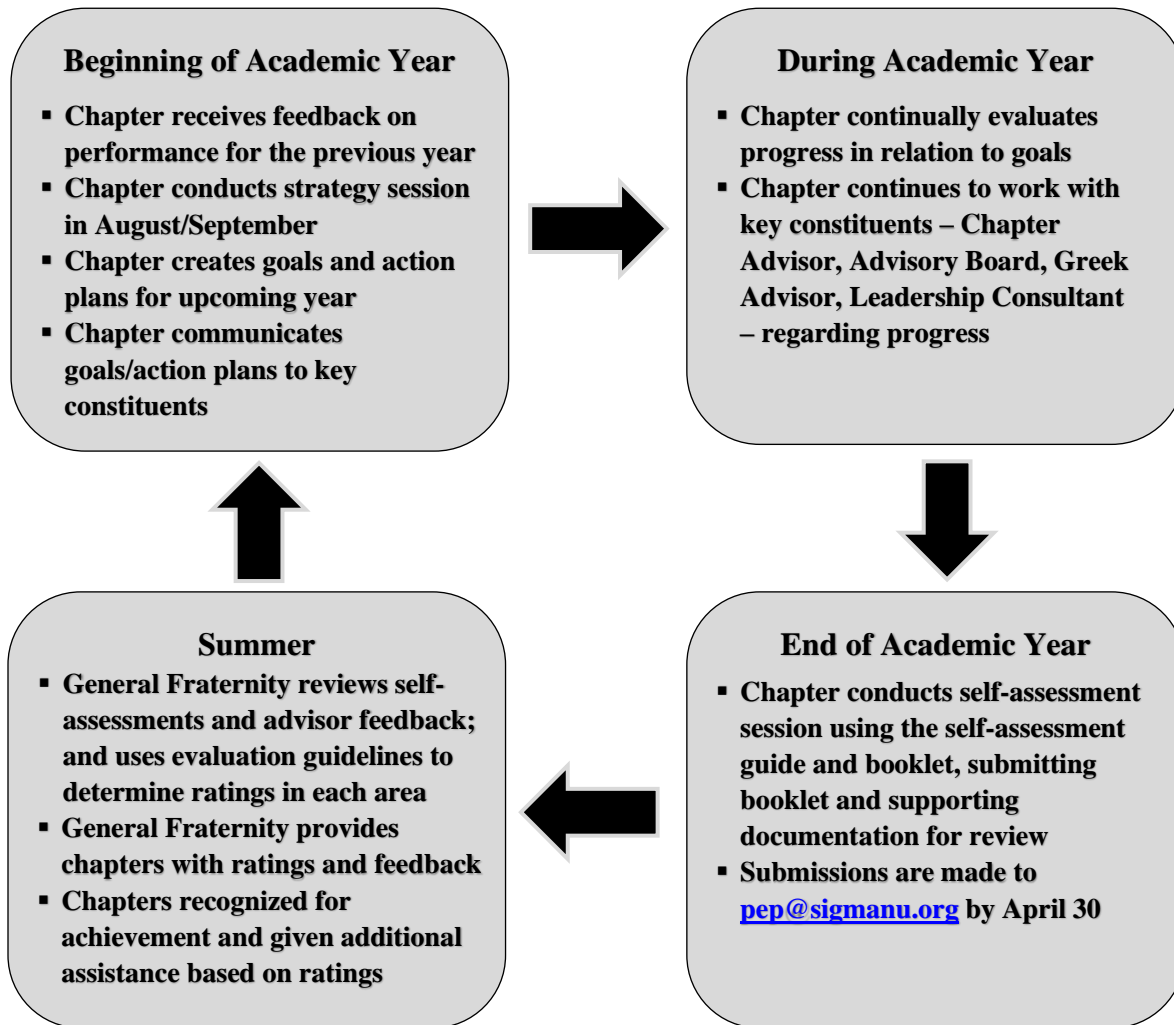 Beginning of Academic Year
▪ Chapter receives feedback on
performance for the previous year
▪ Chapter conducts strategy session
in August/September
▪ Chapter creates goals and action
plans for upcoming year
▪ Chapter communicates
goals/action plans to key
constituents
During Academic Year
▪ Chapter continually evaluates
progress in relation to goals
▪ Chapter continues to work with
key constituents – Chapter
Advisor, Advisory Board, Greek
Advisor, Leadership Consultant
– regarding progress
Summer
▪ General Fraternity reviews self-
assessments and advisor feedback;
and uses evaluation guidelines to
determine ratings in each area
▪ General Fraternity provides
chapters with ratings and feedback
▪ Chapters recognized for
achievement and given additional
assistance based on ratings
End of Academic Year
▪ Chapter conducts self-assessment
session using the self-assessment
guide and booklet, submitting
booklet and supporting
documentation for review
▪ Submissions are made to
pep@sigmanu.org by April 30